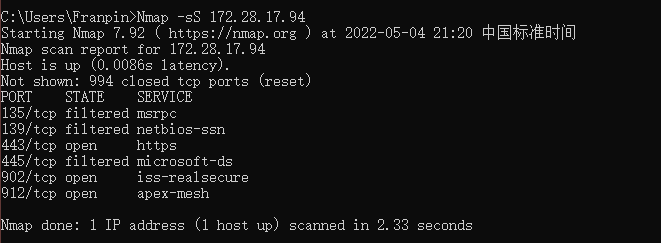 C:\Users\Franpin>Nmap -sS 172.28.17.94
Starting Nmap 7.92 ( https://nmap.org ) at 2022-05-04 21:20 中国标准时间
Nmap scan report for 172.28.17.94
Host is up (0.0086s latency).
Not shown: 994 closed tcp ports (reset)
PORT    STATE    SERVICE
135/tcp filtered msrpc
139/tcp filtered netbios-ssn
443/tcp open     https
445/tcp filtered microsoft-ds
902/tcp open     iss-realsecure
912/tcp open     apex-mesh
Nmap done: 1 IP address (1 host up) scanned in 2.33 seconds